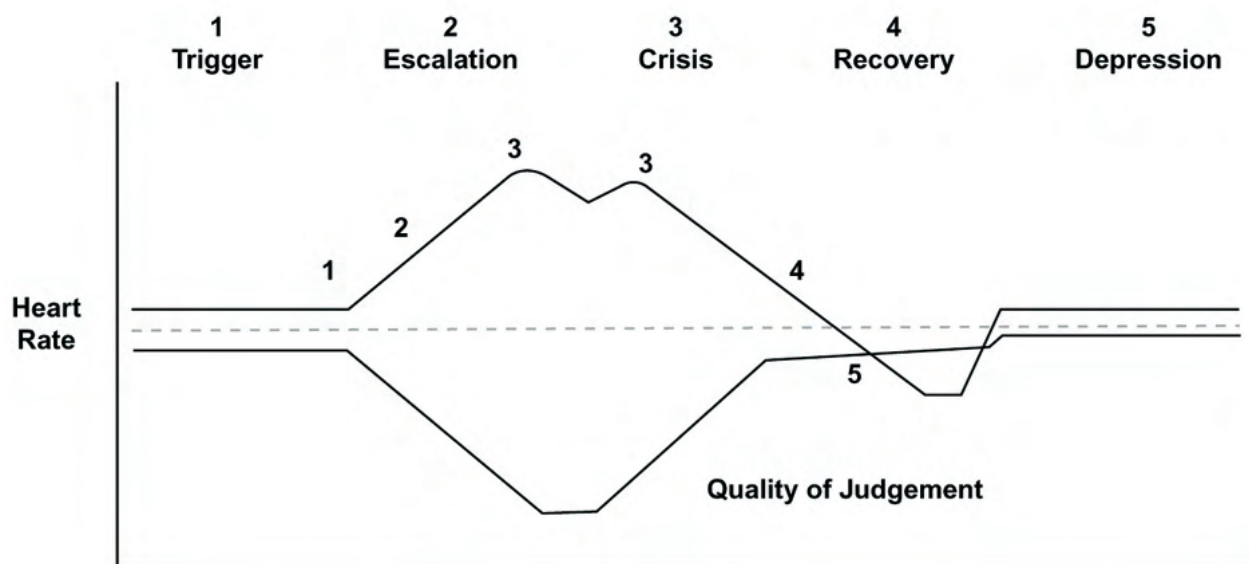 1 2 3 4 5
Trigger Escalation Crisis Recovery Depression
3 3
2
1 4
Heart
Rate
5
Quality of Judgement